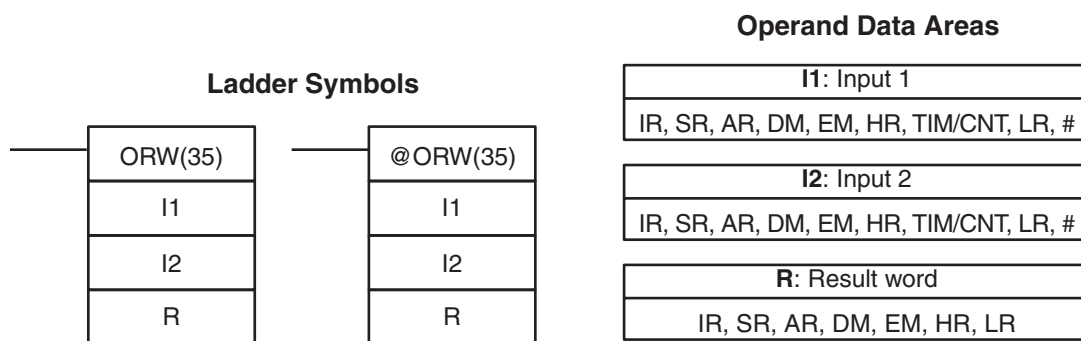 Ladder Symbols
ORW(35)
I1
I2
R
@ORW(35)
I1
I2
R
Operand Data Areas
I1: Input 1
IR, SR, AR, DM, EM, HR, TIM/CNT, LR, #
I2: Input 2
IR, SR, AR, DM, EM, HR, TIM/CNT, LR, #
R: Result word
IR, SR, AR, DM, EM, HR, LR